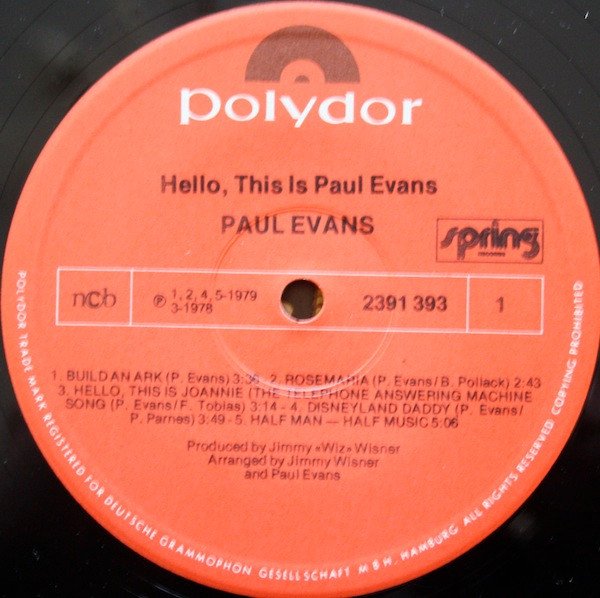 polydor
Hello, This Is Paul Evans
PAUL EVANS
spring
records
ncb
Ⓟ 1, 2, 4, 5-1979
3-1978
2391 393
1
1. BUILD AN ARK (P. Evans) 3:36 - 2. ROSEMARIA (P. Evans/B. Pollack) 2:43
3. HELLO, THIS IS JOANNIE (THE TELEPHONE ANSWERING MACHINE
SONG (P. Evans/F. Tobias) 3:14 - 4. DISNEYLAND DADDY (P. Evans/
P. Parnes) 3:49 - 5. HALF MAN — HALF MUSIC 5:06
Produced by Jimmy «Wiz» Wisner
Arranged by Jimmy Wisner
and Paul Evans
POLYDOR TRADE MARK REGISTERED FOR DEUTSCHE GRAMMOPHON GESELLSCHAFT M B H. HAMBURG ALL RIGHTS RESERVED COPYING PROHIBITED